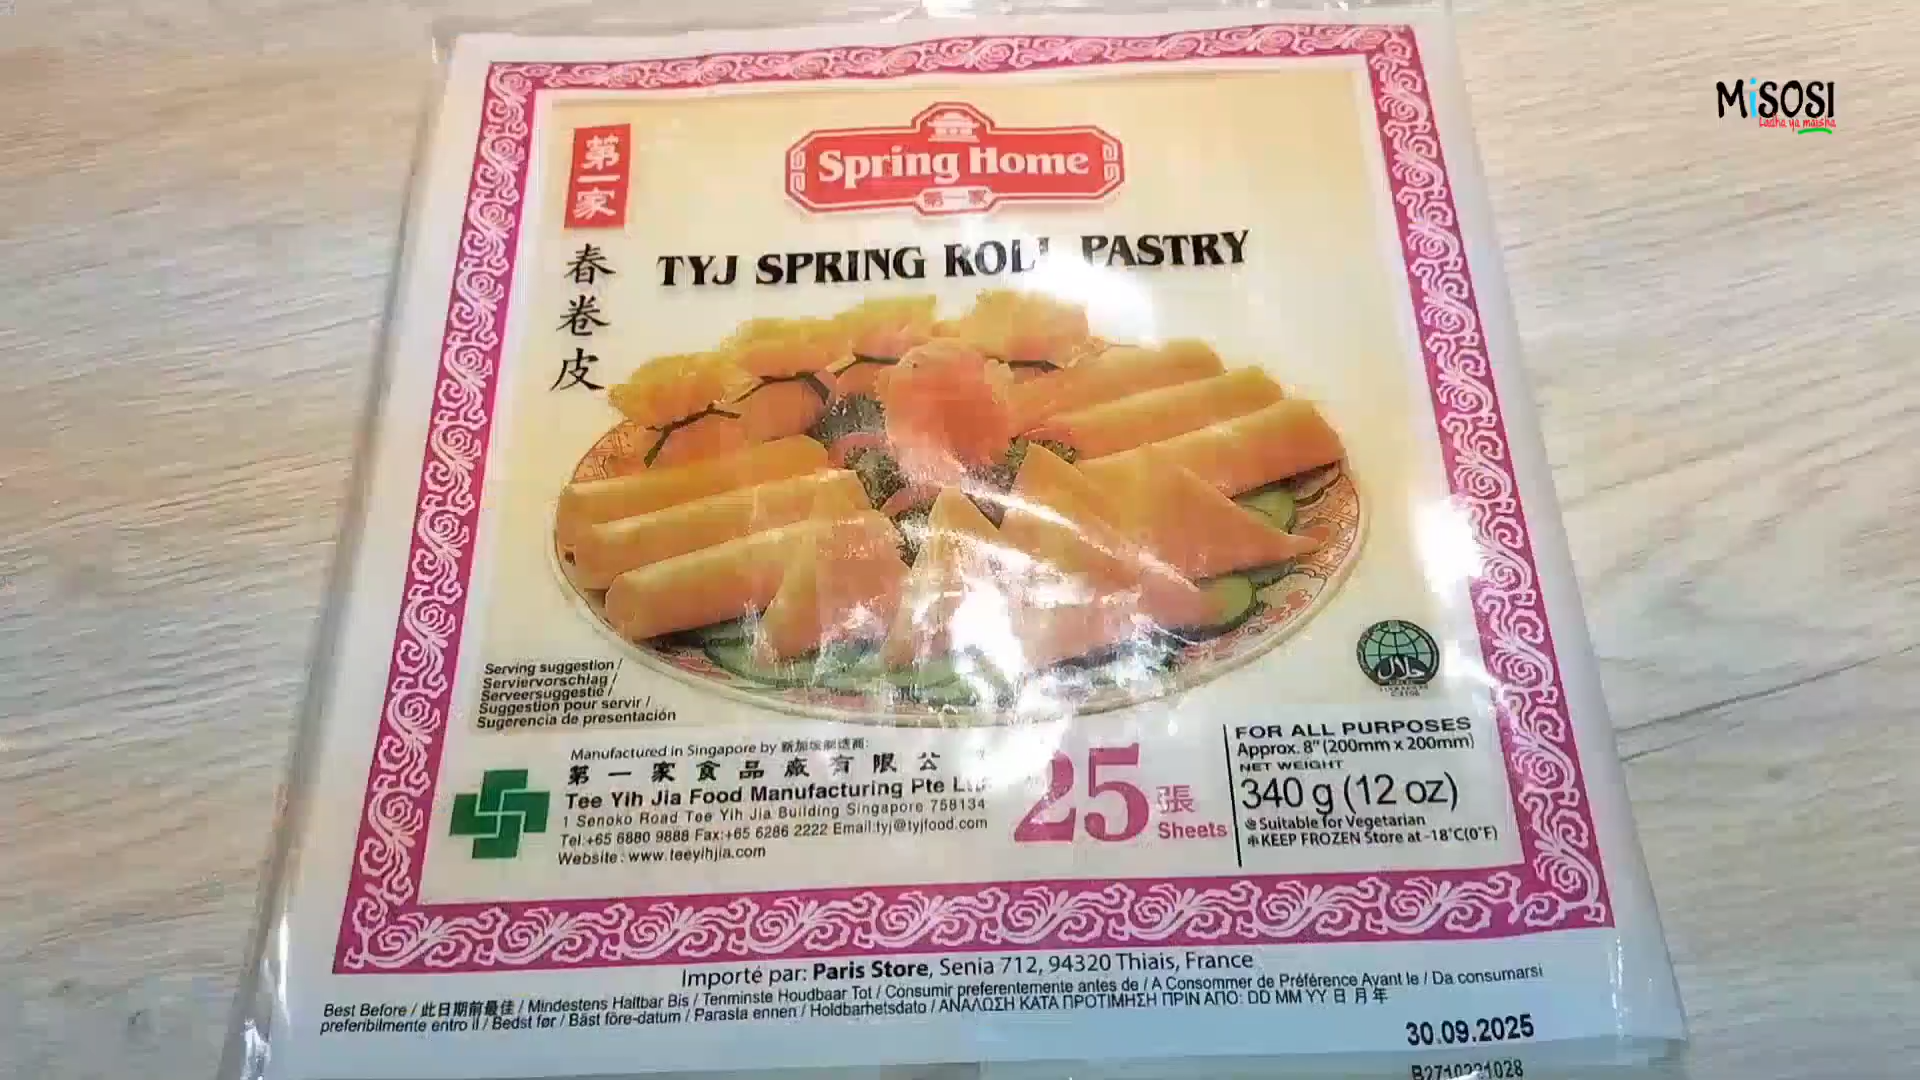 MiSOSI
Ladha ya maisha
第一家
Spring Home
第一家
春卷皮
TYJ SPRING ROLL PASTRY
Serving suggestion /
Serviervorschlag /
Serveersuggestie /
Suggestion pour servir /
Sugerencia de presentación
حلال
Manufactured in Singapore by 新加坡制造商:
第一家食品廠有限公
Tee Yih Jia Food Manufacturing Pte Ltd
1 Senoko Road Tee Yih Jia Building Singapore 758134
Tel:+65 6880 9888 Fax:+65 6286 2222 Email:tyj@tyjfood.com
Website: www.teeyihjia.com
25 張
Sheets
FOR ALL PURPOSES
Approx. 8" (200mm x 200mm)
NET WEIGHT
340 g (12 oz)
Suitable for Vegetarian
KEEP FROZEN Store at -18°C(0°F)
Importé par: Paris Store, Senia 712, 94320 Thiais, France
Best Before / 此日期前最佳 / Mindestens Haltbar Bis / Tenminste Houdbaar Tot / Consumir preferentemente antes de / A Consommer de Préférence Avant le / Da consumarsi
preferibilmente entro il / Bedst før / Bäst före-datum / Parasta ennen / Holdbarhetsdato / ΑΝΑΛΩΣΗ ΚΑΤΑ ΠΡΟΤΙΜΗΣΗ ΠΡΙΝ ΑΠΟ: DD MM YY 日 月 年
30.09.2025